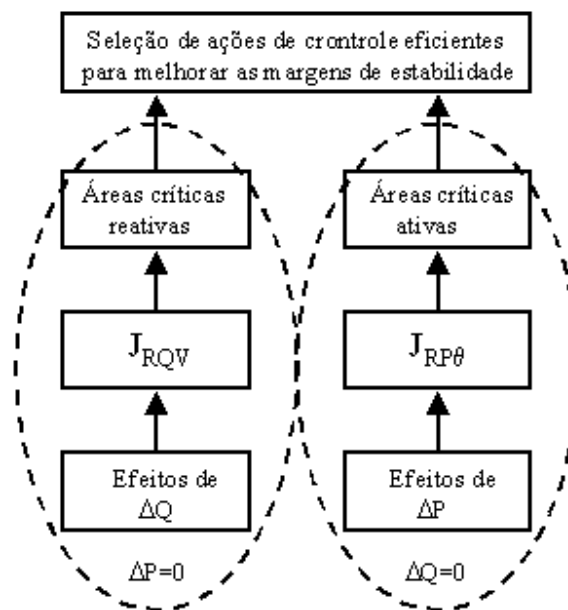 Seleção de ações de crontrole eficientes
para melhorar as margens de estabilidade
Áreas críticas
reativas
Áreas críticas
ativas
J_RQV
J_RPθ
Efeitos de
ΔQ
Efeitos de
ΔP
ΔP=0
ΔQ=0